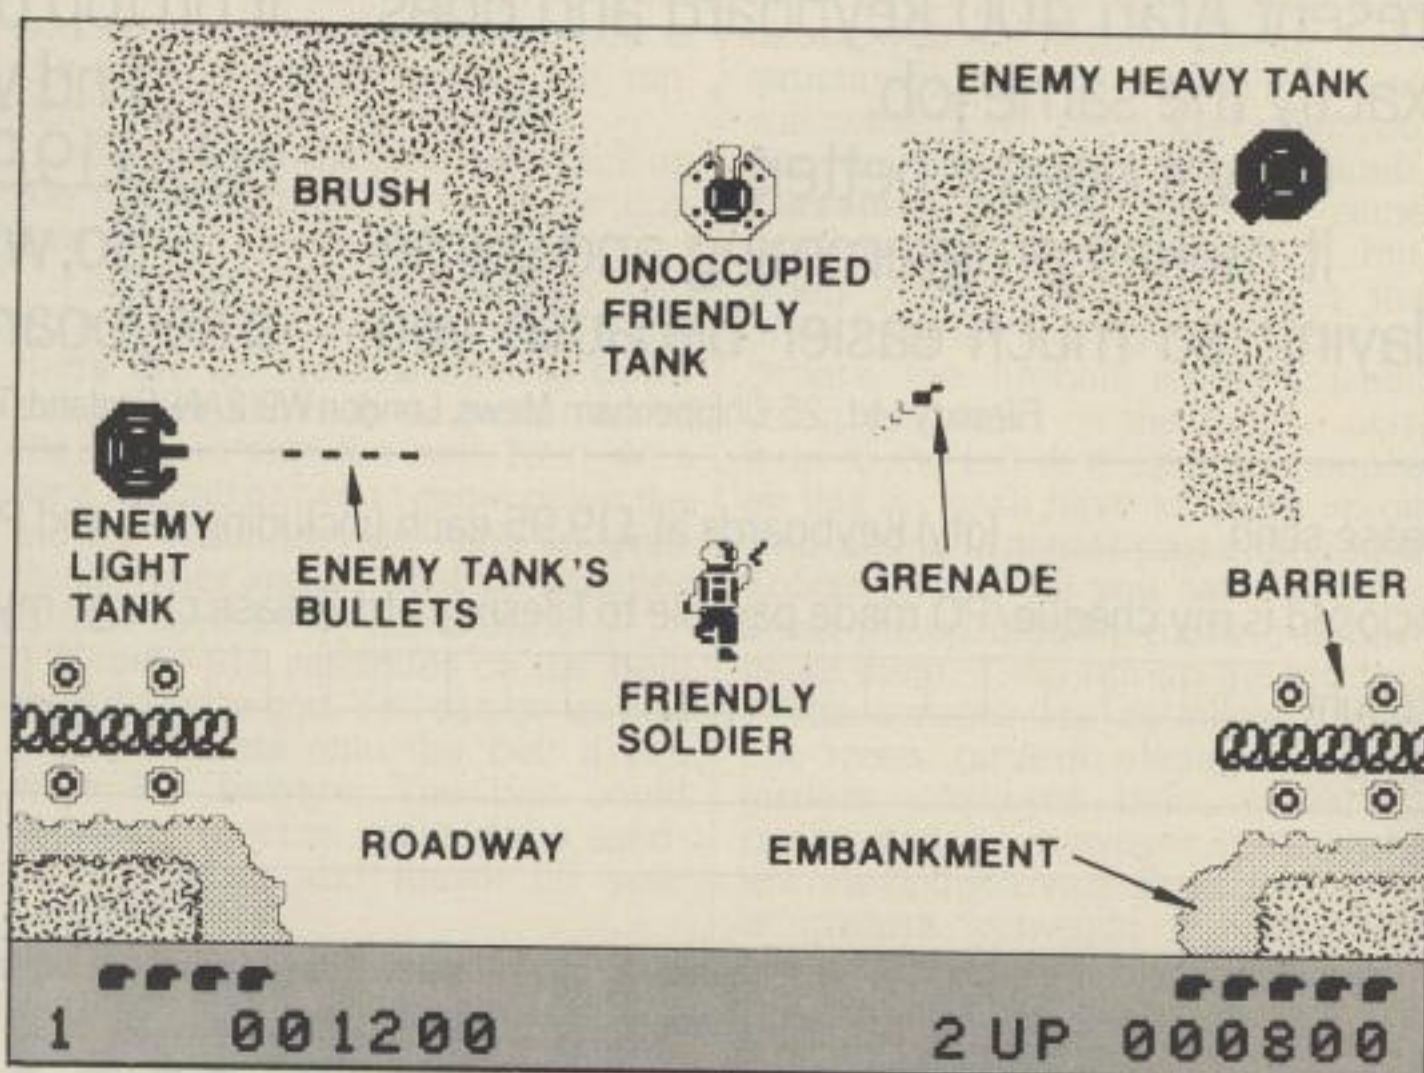 ENEMY HEAVY TANK
BRUSH
UNOCCUPIED
FRIENDLY
TANK
ENEMY
LIGHT
TANK
ENEMY TANK'S
BULLETS
GRENADE
BARRIER
FRIENDLY
SOLDIER
ROADWAY
EMBANKMENT
1 001200
2 UP 000800